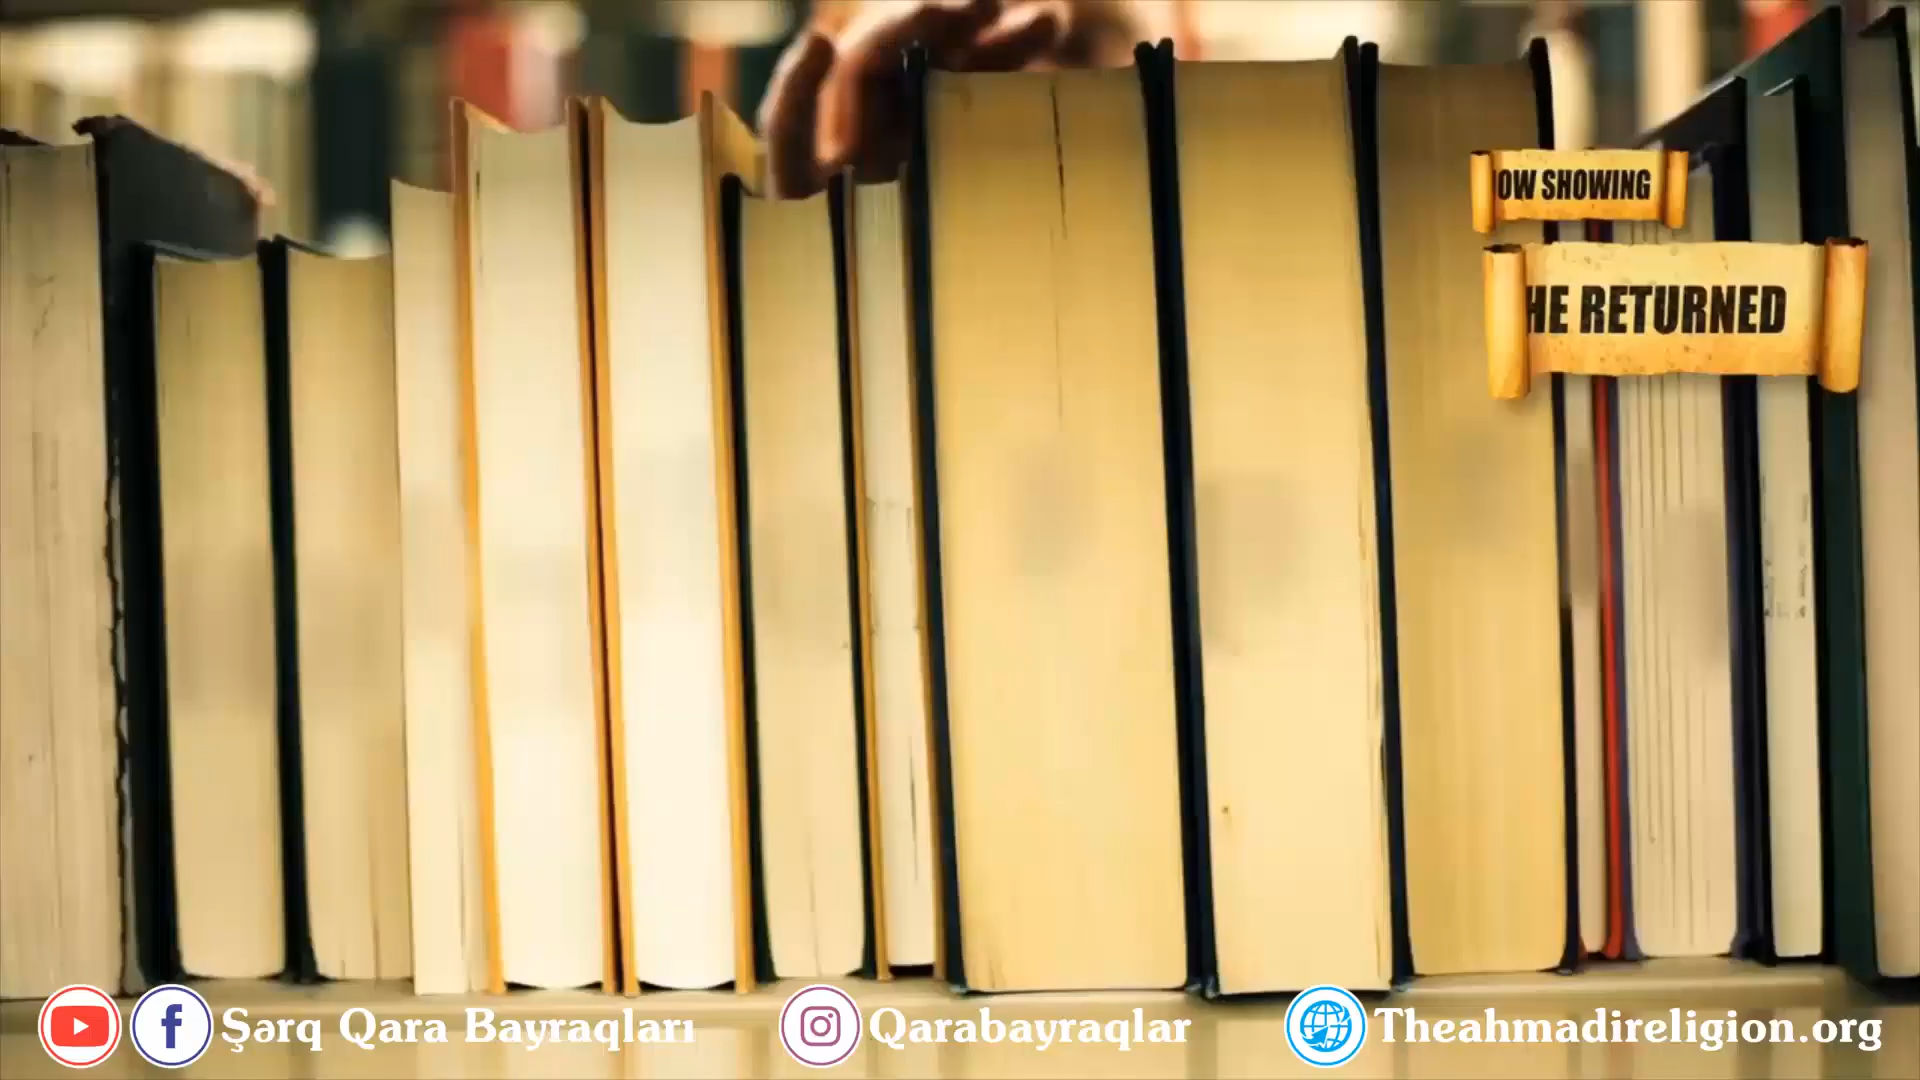 OW SHOWING
HE RETURNED
Şərq Qara Bayraqları
Qarabayraqlar
Theahmadireligion.org